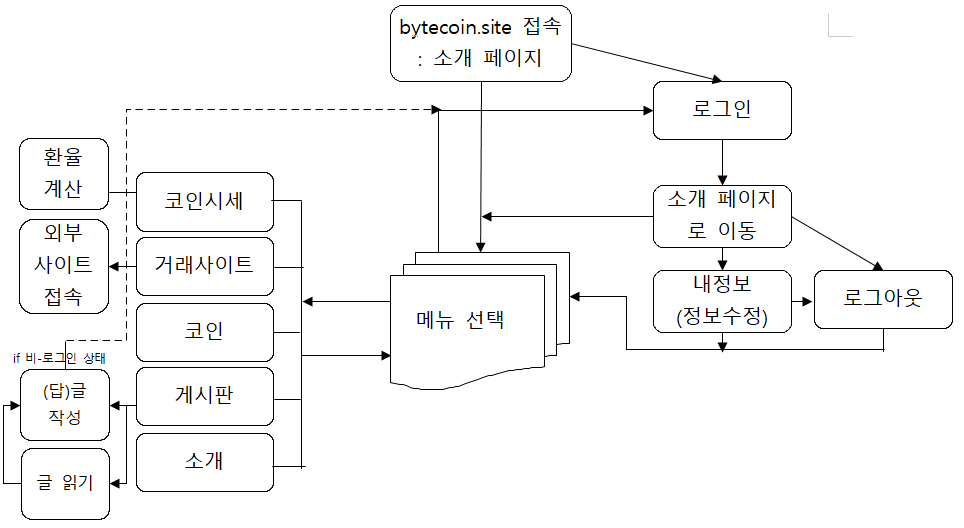 bytecoin.site 접속
: 소개 페이지
로그인
환율
계산
코인시세
소개 페이지
로 이동
외부
사이트
접속
거래사이트
내정보
(정보수정)
로그아웃
메뉴 선택
코인
if 비-로그인 상태
(답)글
작성
게시판
글 읽기
소개